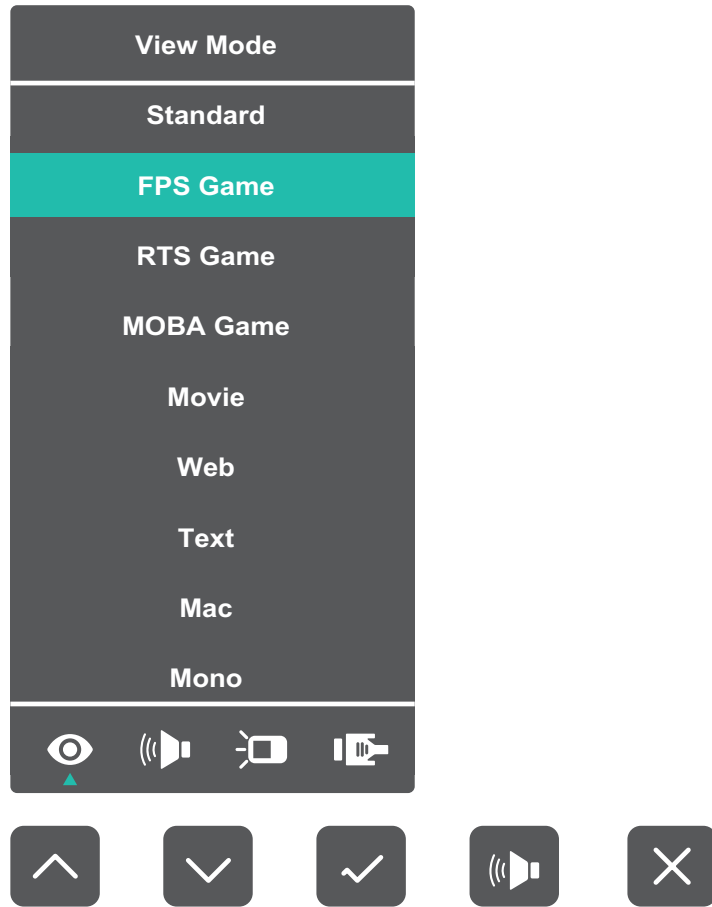 View Mode
Standard
FPS Game
RTS Game
MOBA Game
Movie
Web
Text
Mac
Mono